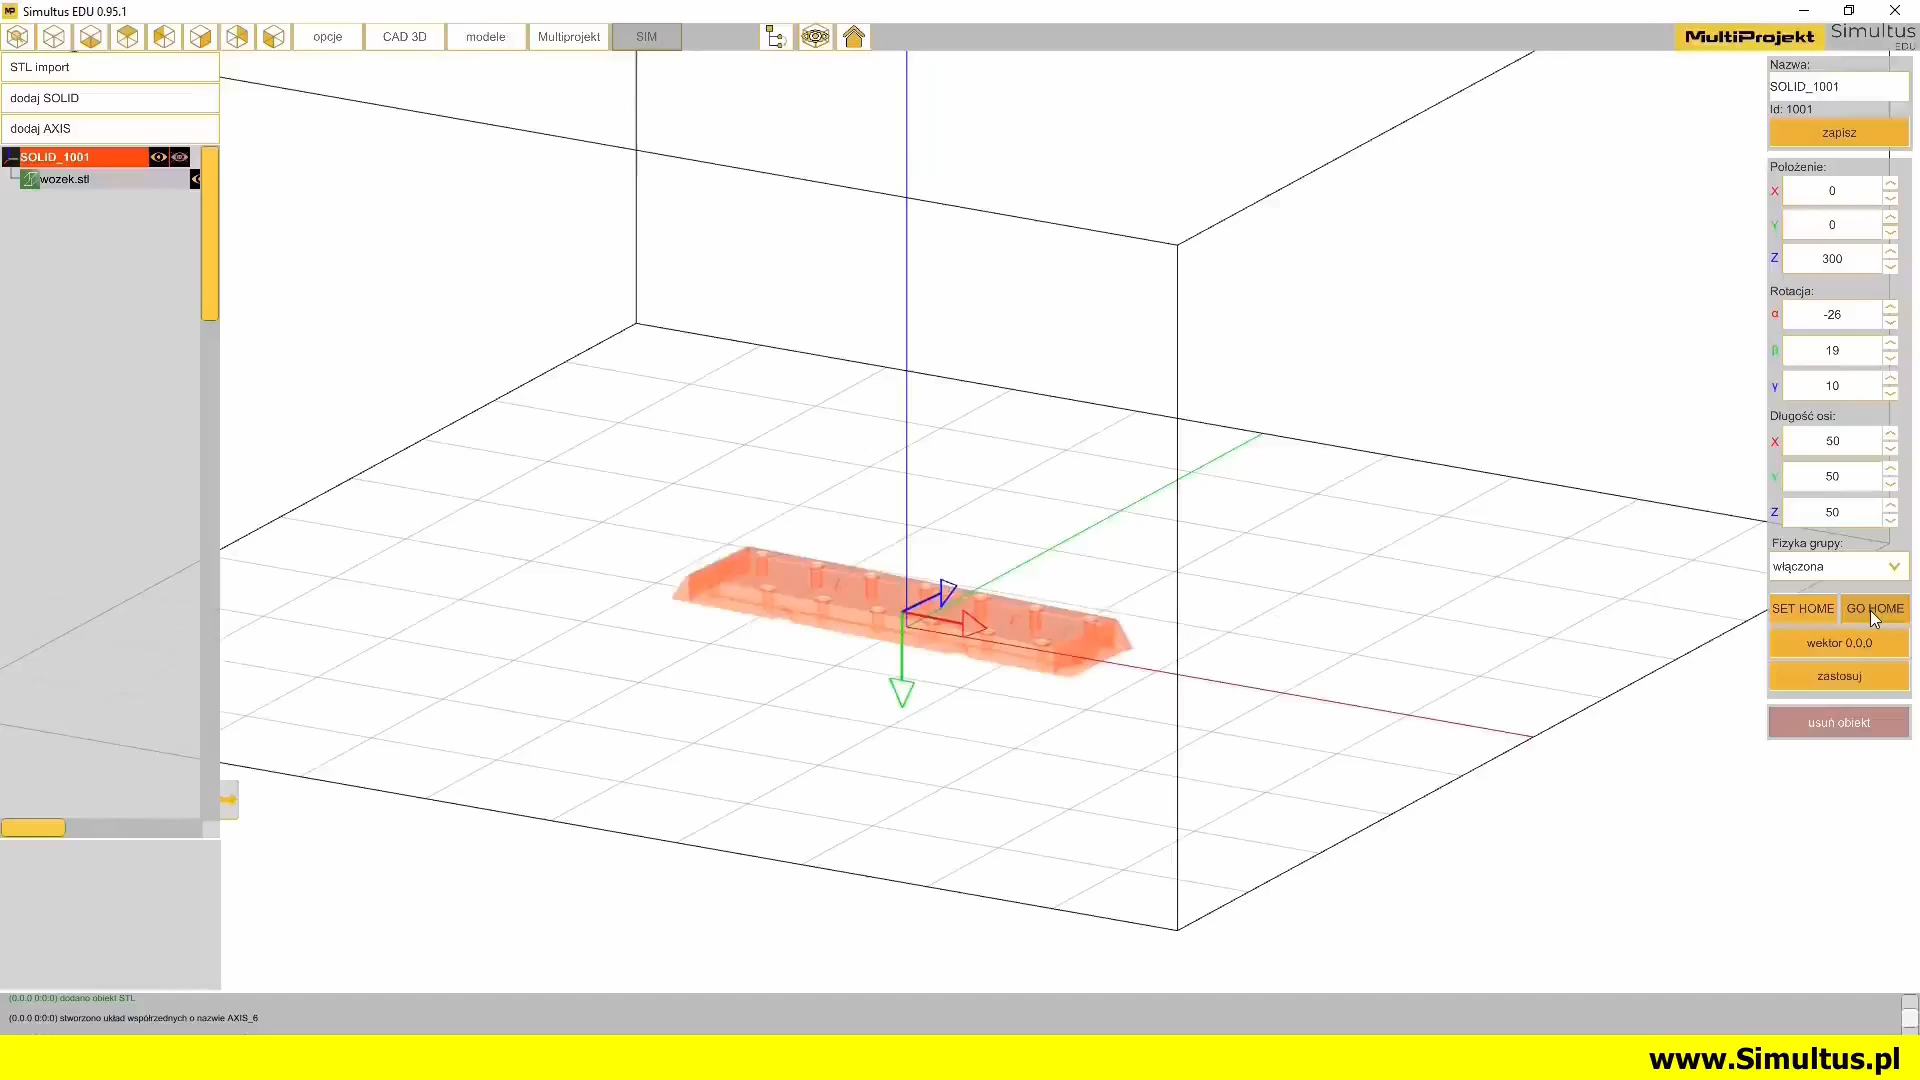 Simultus EDU 0.95.1
opcje
CAD 3D
modele
Multiprojekt
SIM
MultiProjekt
Simultus
EDU
STL import
dodaj SOLID
dodaj AXIS
SOLID_1001
wozek.stl
Nazwa:
SOLID_1001
Id: 1001
zapisz
Położenie:
X 0
Y 0
Z 300
Rotacja:
α -26
β 19
γ 10
Długość osi:
X 50
Y 50
Z 50
Fizyka grupy:
włączona
SET HOME GO HOME
wektor 0,0,0
zastosuj
usuń obiekt
(0.0.0 0:0:0) dodano obiekt STL
(0.0.0 0:0:0) stworzono układ współrzędnych o nazwie AXIS_6
www.Simultus.pl